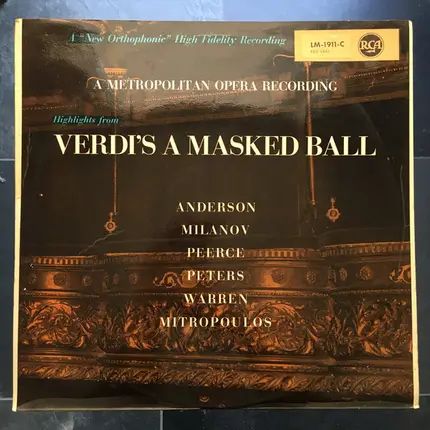 A "New Orthophonic" High Fidelity Recording
LM-1911-C
RCA
A METROPOLITAN OPERA RECORDING
Highlights from
VERDI'S A MASKED BALL
ANDERSON
MILANOV
PEERCE
PETERS
WARREN
MITROPOULOS